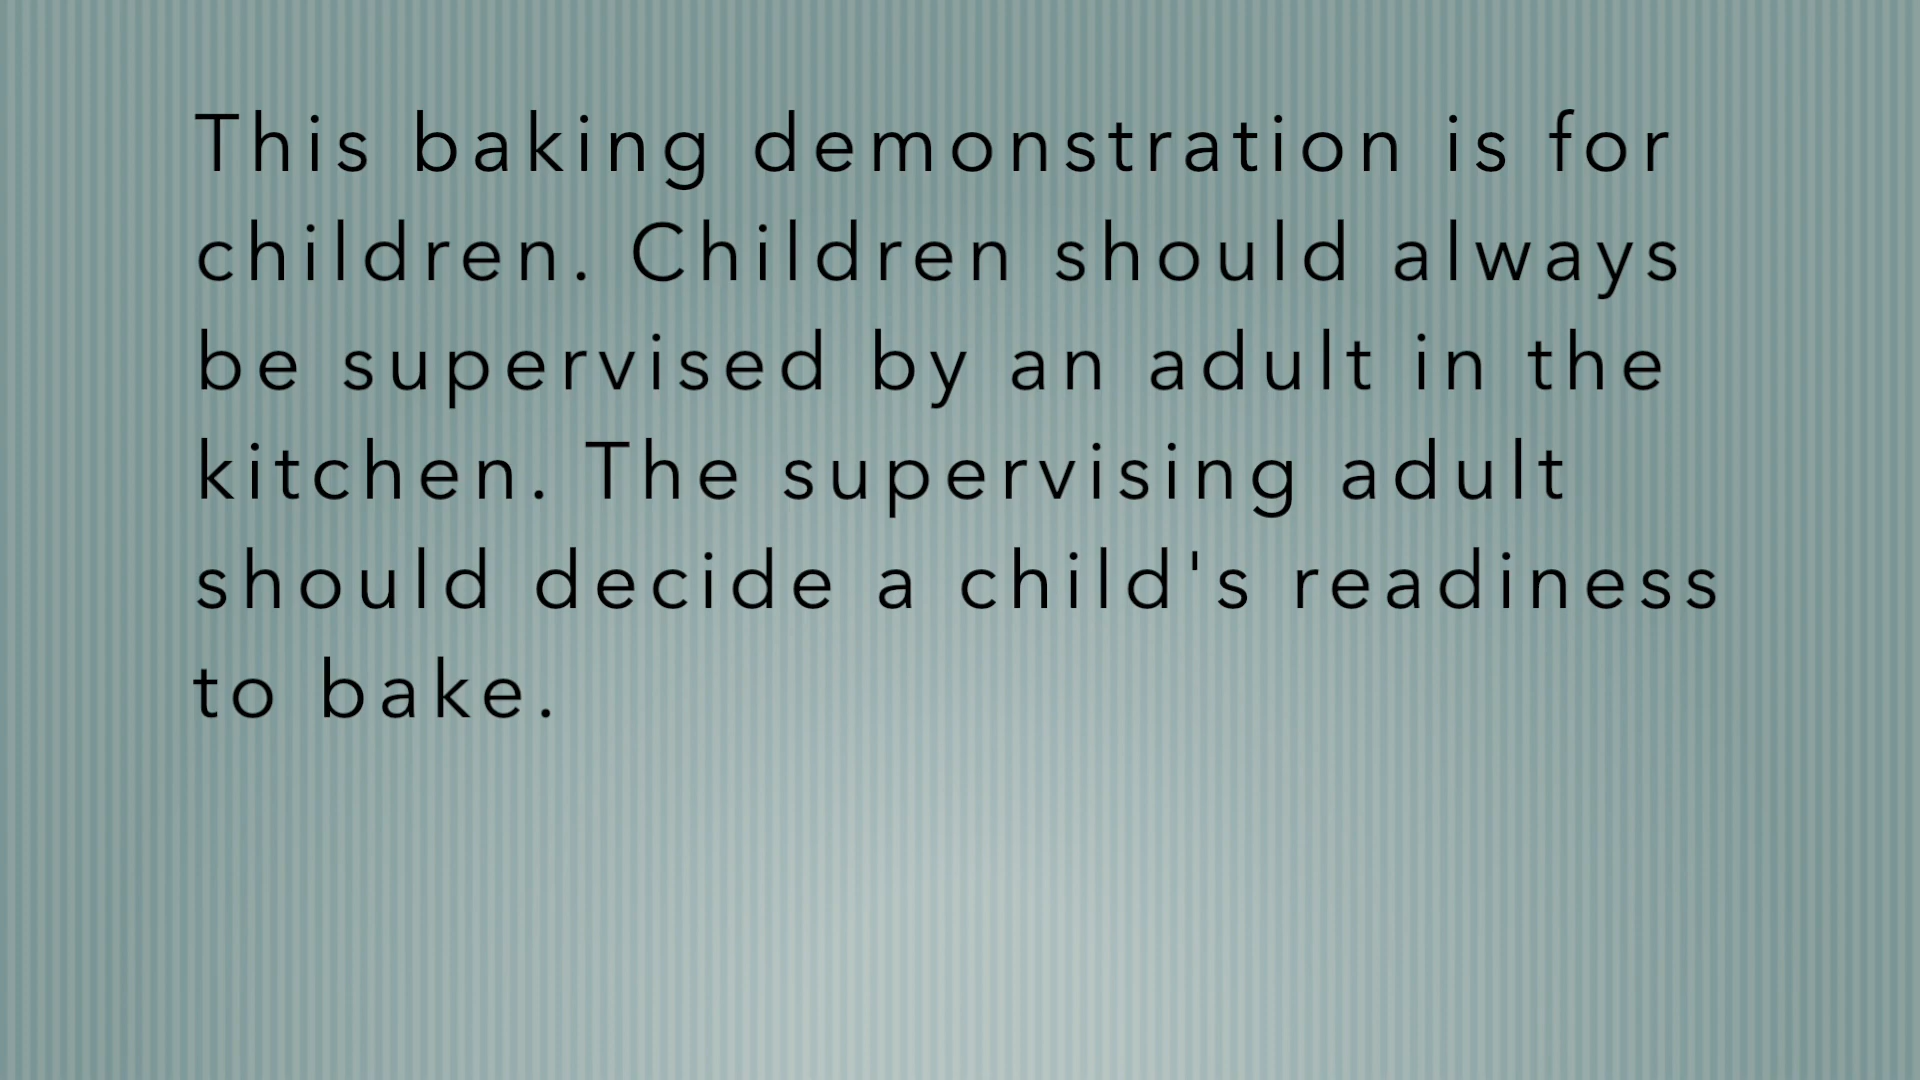 This baking demonstration is for
children. Children should always
be supervised by an adult in the
kitchen. The supervising adult
should decide a child's readiness
to bake.